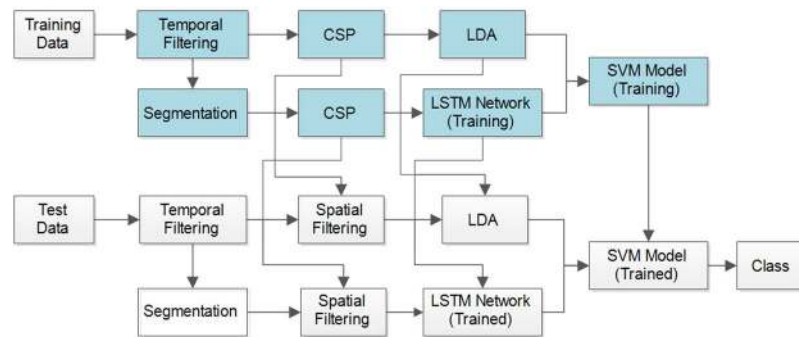 Training
Data
Temporal
Filtering
CSP
LDA
SVM Model
(Training)
Segmentation
CSP
LSTM Network
(Training)
Test
Data
Temporal
Filtering
Spatial
Filtering
LDA
SVM Model
(Trained)
Class
Segmentation
Spatial
Filtering
LSTM Network
(Trained)